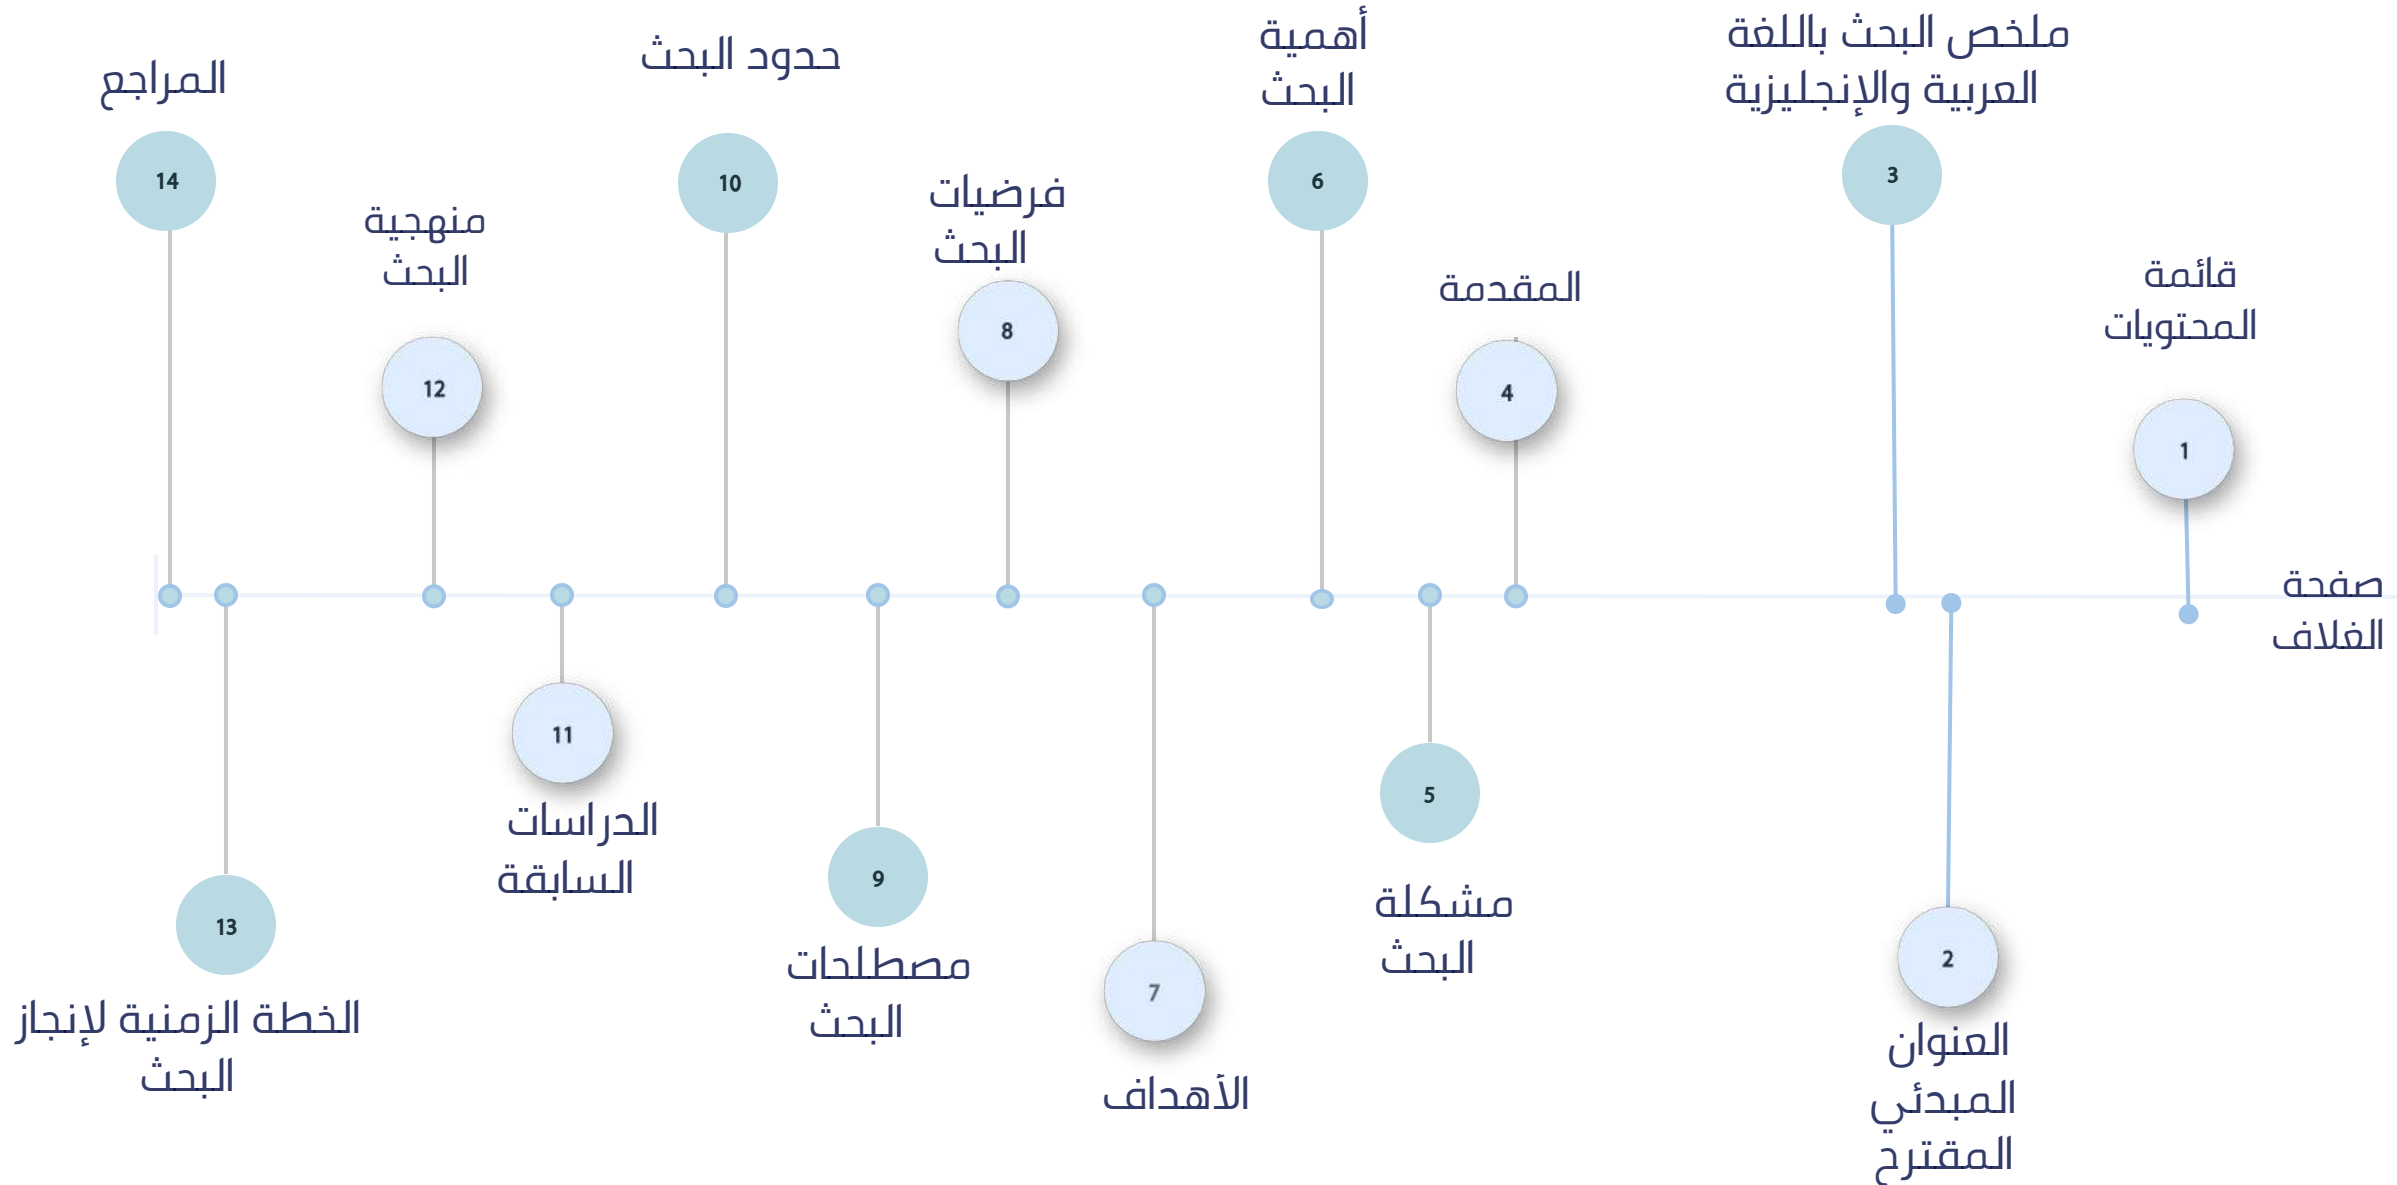 صفحة
الغلاف
قائمة
المحتويات
1
2
العنوان
المبدئي
المقترح
ملخص البحث باللغة
العربية والإنجليزية
3
المقدمة
4
5
مشكلة
البحث
أهمية
البحث
6
7
الأهداف
فرضيات
البحث
8
9
مصطلحات
البحث
حدود البحث
10
11
الدراسات
السابقة
منهجية
البحث
12
13
الخطة الزمنية لإنجاز
البحث
المراجع
14